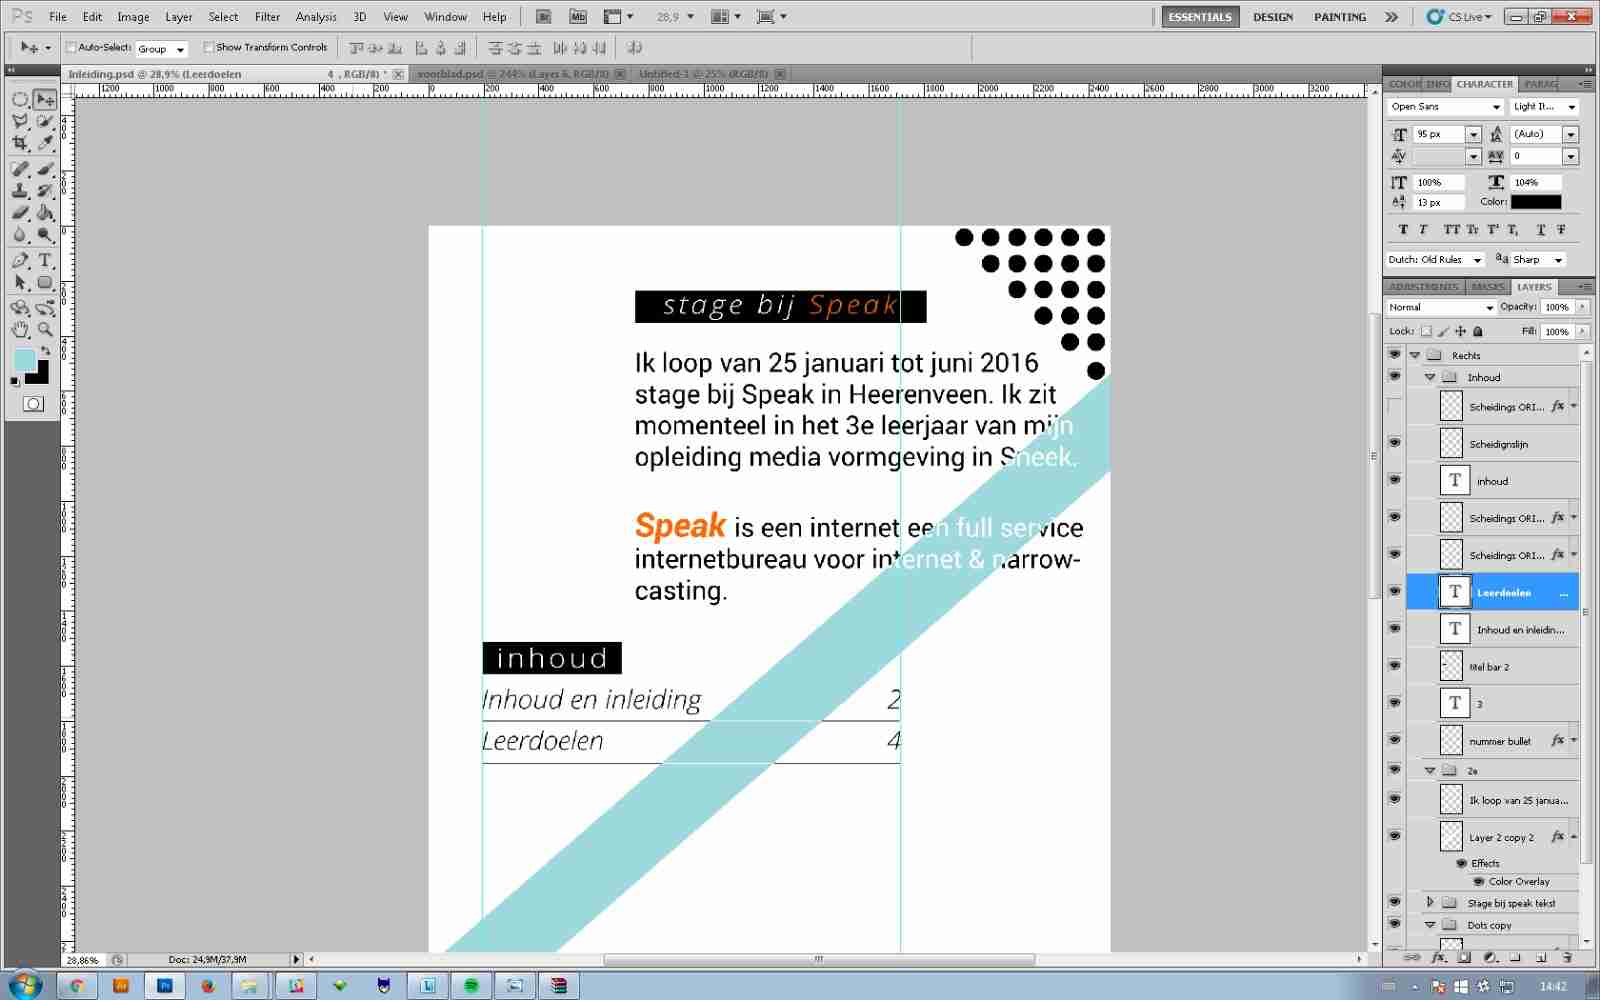 Ps File Edit Image Layer Select Filter Analysis 3D View Window Help Br Mb 28,9 ESSENTIALS DESIGN PAINTING CS Live
Auto-Select: Group Show Transform Controls
Inleiding.psd @ 28,9% (Leerdoelen 4 , RGB/8) * voorblad.psd @ 244% (Layer 6, RGB/8) Untitled-1 @ 25% (RGB/8)
1200 1000 800 600 400 200 0 200 400 600 800 1000 1200 1400 1600 1800 2000 2200 2400 2600 2800 3000 3200
stage bij Speak
Ik loop van 25 januari tot juni 2016
stage bij Speak in Heerenveen. Ik zit
momenteel in het 3e leerjaar van mijn
opleiding media vormgeving in Sneek.
Speak is een internet een full service
internetbureau voor internet & narrow-
casting.
inhoud
Inhoud en inleiding 2
Leerdoelen 4
COLOR INFO CHARACTER PARAG
Open Sans Light It...
95 px (Auto)
0
100% 104%
13 px Color:
Dutch: Old Rules Sharp
ADJUSTMENTS MASKS LAYERS
Normal Opacity: 100%
Lock: Fill: 100%
Rechts
Inhoud
Scheidings ORI... fx
Scheidignslijn
inhoud
Scheidings ORI... fx
Scheidings ORI... fx
Leerdoelen ...
Inhoud en inleidin...
titel bar 2
3
nummer bullet fx
2e
Ik loop van 25 janua...
Layer 2 copy 2 fx
Effects
Color Overlay
Stage bij speak tekst
Dots copy
28,86% Doc: 24,9M/37,9M
14:42